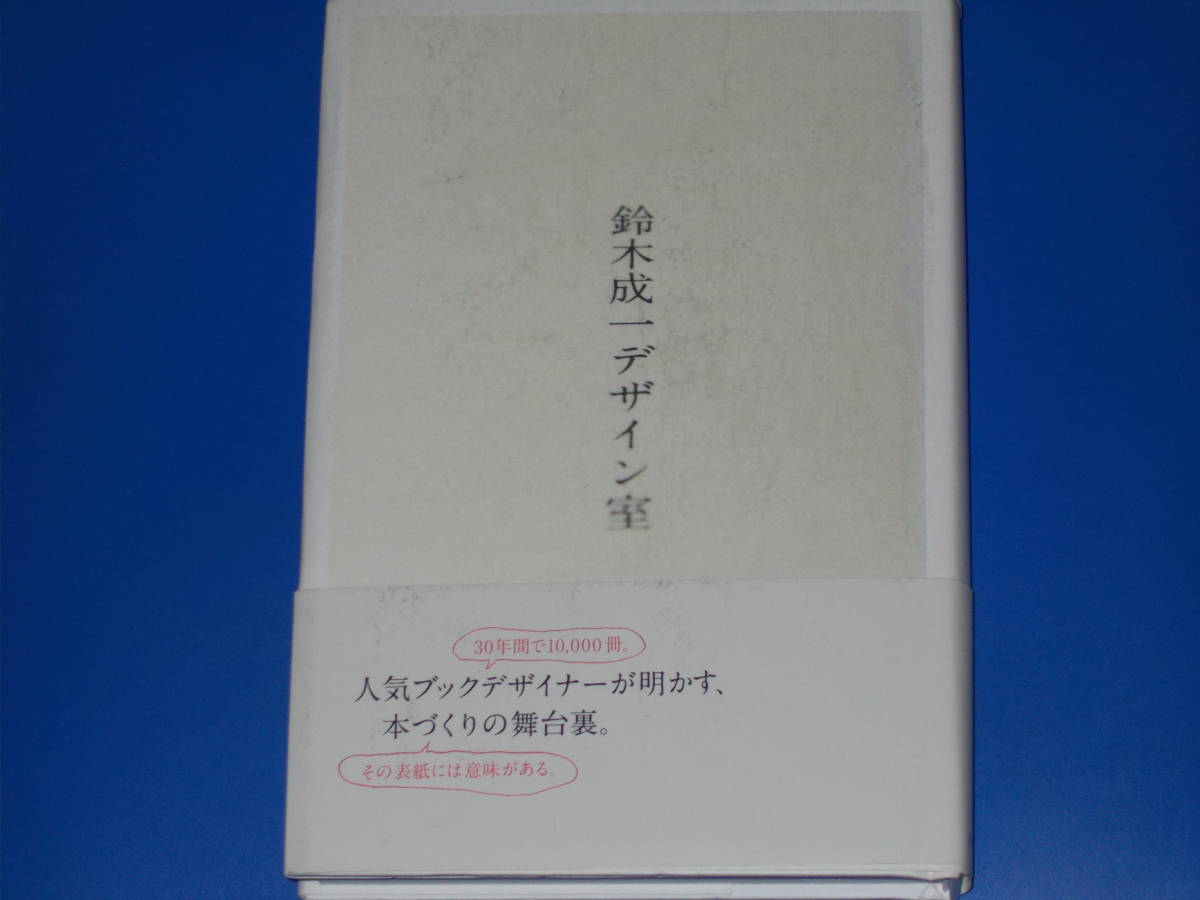 鈴木成一デザイン室
30年間で10,000冊。
人気ブックデザイナーが明かす、
本づくりの舞台裏。
その表紙には意味がある。